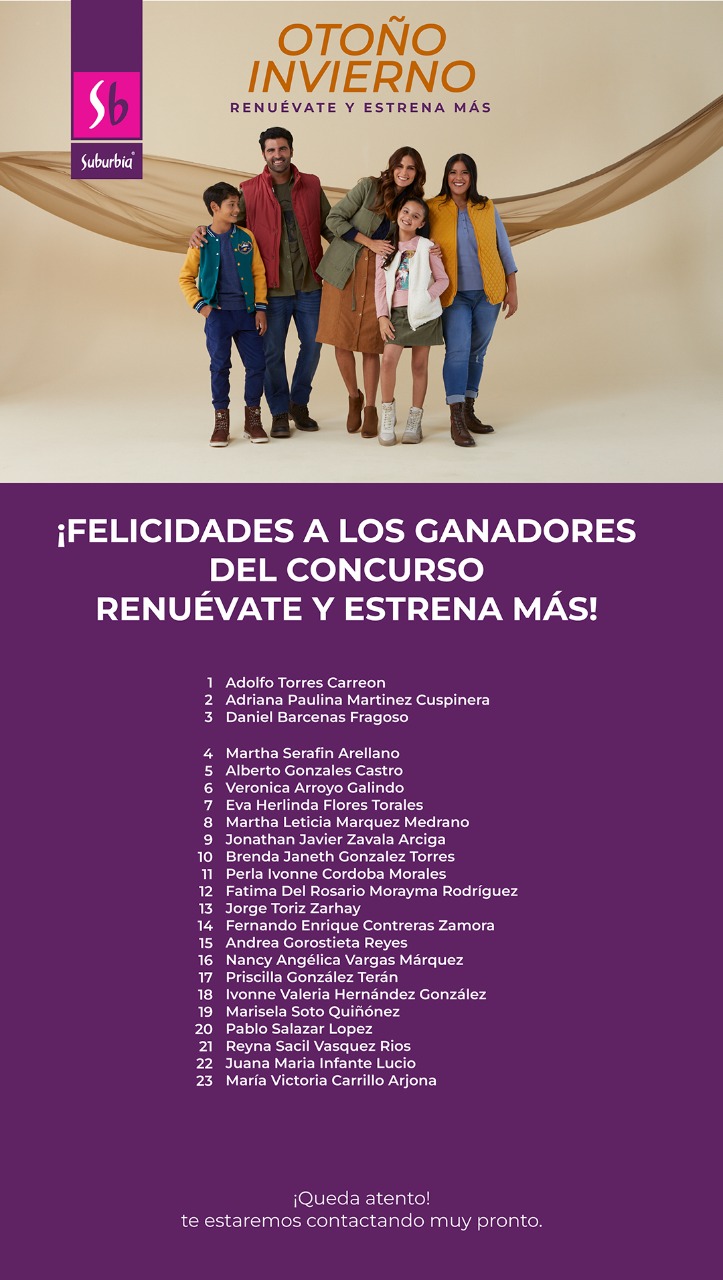 Sb
Suburbia®
OTOÑO
INVIERNO
RENUÉVATE Y ESTRENA MÁS
¡FELICIDADES A LOS GANADORES
DEL CONCURSO
RENUÉVATE Y ESTRENA MÁS!
1 Adolfo Torres Carreon
2 Adriana Paulina Martinez Cuspinera
3 Daniel Barcenas Fragoso
4 Martha Serafin Arellano
5 Alberto Gonzales Castro
6 Veronica Arroyo Galindo
7 Eva Herlinda Flores Torales
8 Martha Leticia Marquez Medrano
9 Jonathan Javier Zavala Arciga
10 Brenda Janeth Gonzalez Torres
11 Perla Ivonne Cordoba Morales
12 Fatima Del Rosario Morayma Rodríguez
13 Jorge Toriz Zarhay
14 Fernando Enrique Contreras Zamora
15 Andrea Gorostieta Reyes
16 Nancy Angélica Vargas Márquez
17 Priscilla González Terán
18 Ivonne Valeria Hernández González
19 Marisela Soto Quiñónez
20 Pablo Salazar Lopez
21 Reyna Sacil Vasquez Rios
22 Juana Maria Infante Lucio
23 María Victoria Carrillo Arjona
¡Queda atento!
te estaremos contactando muy pronto.